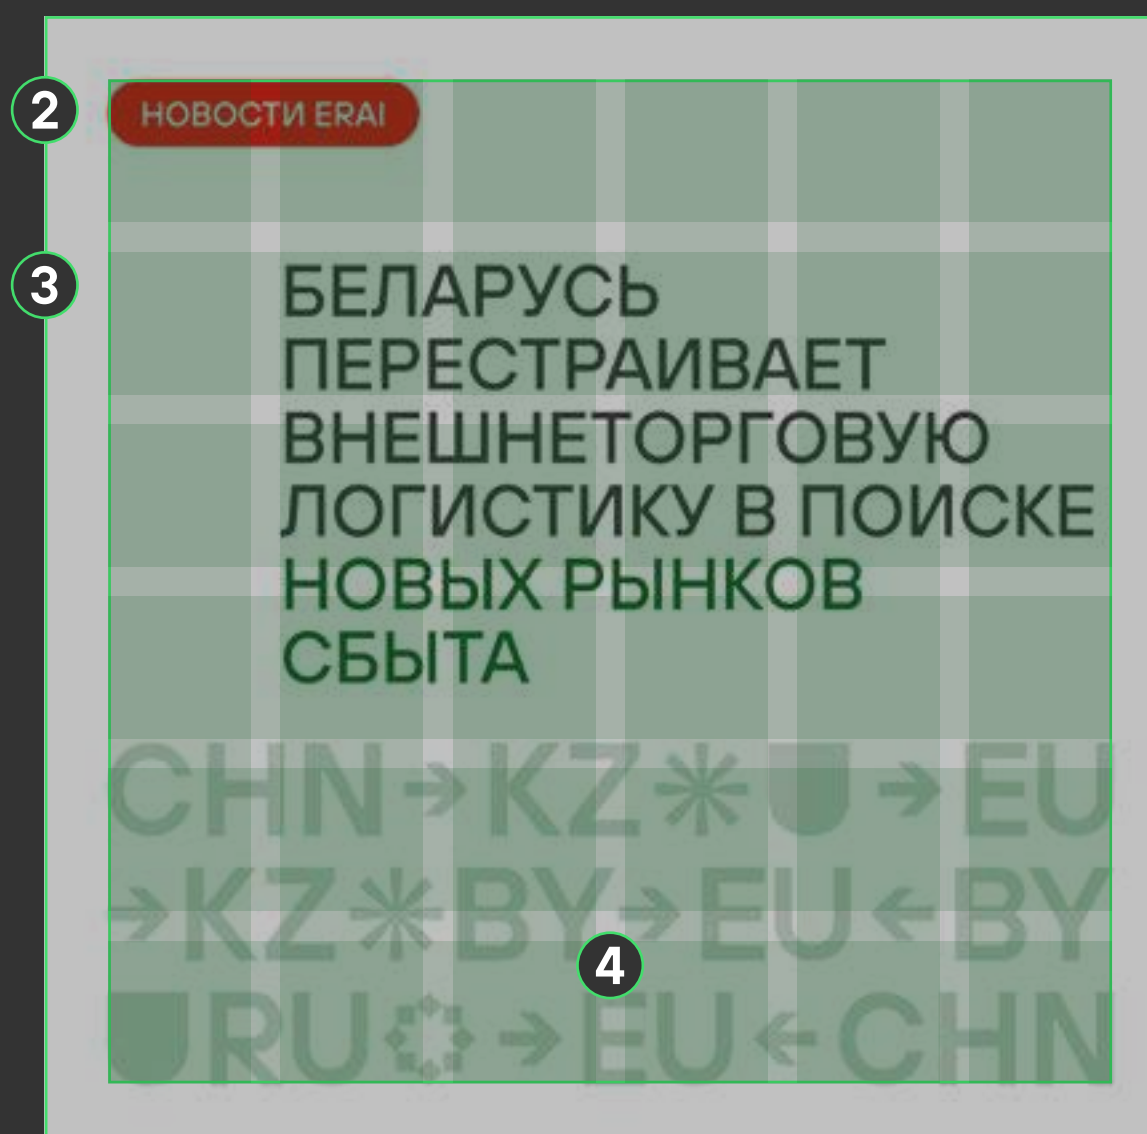 2
НОВОСТИ ERAI
3
БЕЛАРУСЬ
ПЕРЕСТРАИВАЕТ
ВНЕШНЕТОРГОВУЮ
ЛОГИСТИКУ В ПОИСКЕ
НОВЫХ РЫНКОВ
СБЫТА
CHN→KZ EU
→KZ BY→EU←BY
4
RU →EU←CHN